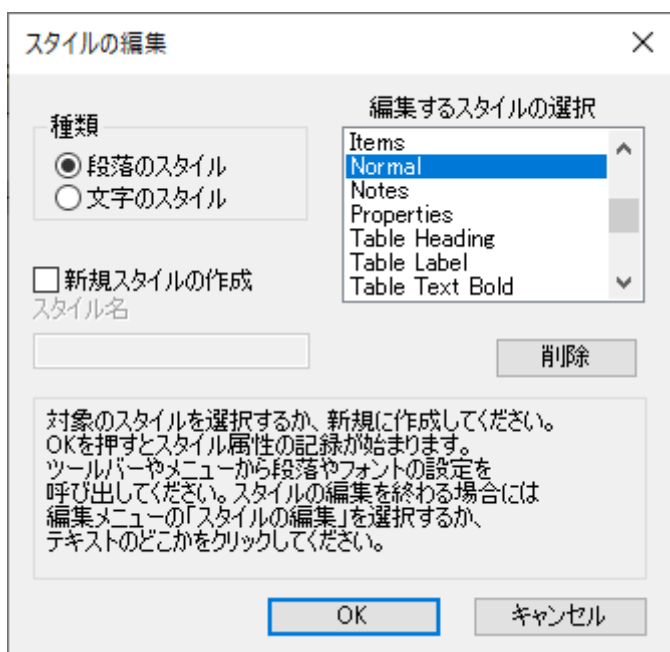 スタイルの編集
種類
段落のスタイル
文字のスタイル
編集するスタイルの選択
Items
Normal
Notes
Properties
Table Heading
Table Label
Table Text Bold
新規スタイルの作成
スタイル名
削除
対象のスタイルを選択するか、新規に作成してください。
OKを押すとスタイル属性の記録が始まります。
ツールバーやメニューから段落やフォントの設定を
呼び出してください。スタイルの編集を終わる場合には
編集メニューの「スタイルの編集」を選択するか、
テキストのどこかをクリックしてください。
OK
キャンセル